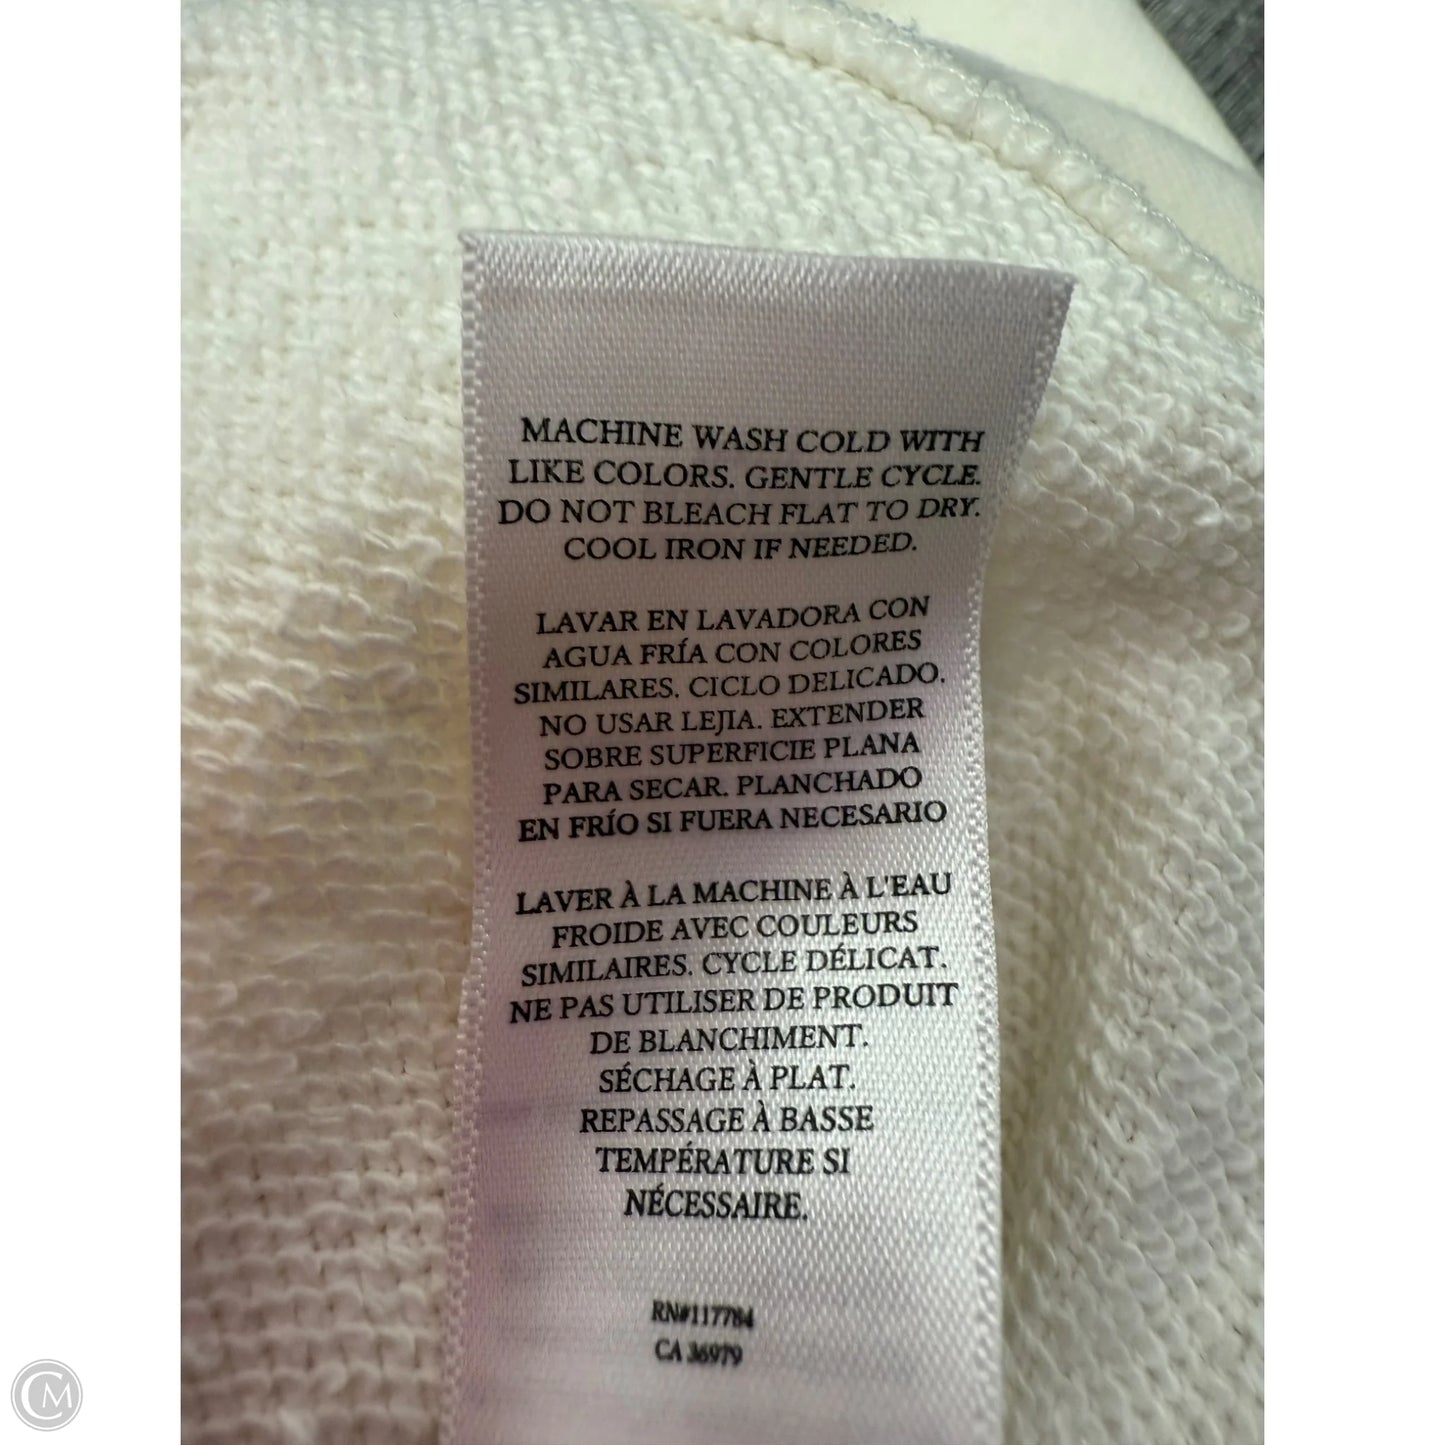 MACHINE WASH COLD WITH
LIKE COLORS. GENTLE CYCLE.
DO NOT BLEACH FLAT TO DRY.
COOL IRON IF NEEDED.
LAVAR EN LAVADORA CON
AGUA FRÍA CON COLORES
SIMILARES. CICLO DELICADO.
NO USAR LEJIA. EXTENDER
SOBRE SUPERFICIE PLANA
PARA SECAR. PLANCHADO
EN FRÍO SI FUERA NECESARIO
LAVER À LA MACHINE À L'EAU
FROIDE AVEC COULEURS
SIMILAIRES. CYCLE DÉLICAT.
NE PAS UTILISER DE PRODUIT
DE BLANCHIMENT.
SÉCHAGE À PLAT.
REPASSAGE À BASSE
TEMPÉRATURE SI
NÉCESSAIRE.
RN#117784
CA 36979
CM